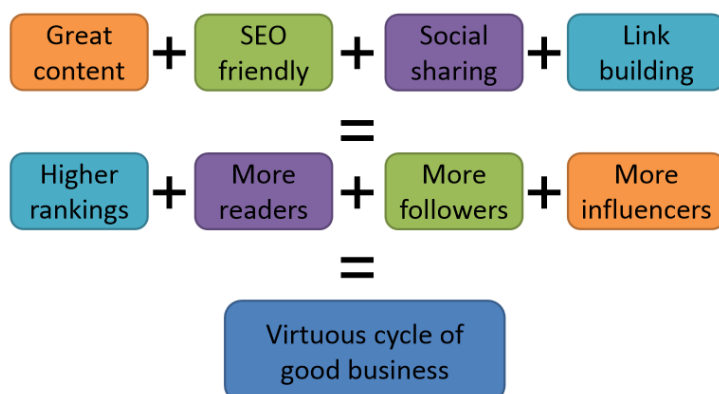 Great content + SEO friendly + Social sharing + Link building
=
Higher rankings + More readers + More followers + More influencers
=
Virtuous cycle of
good business